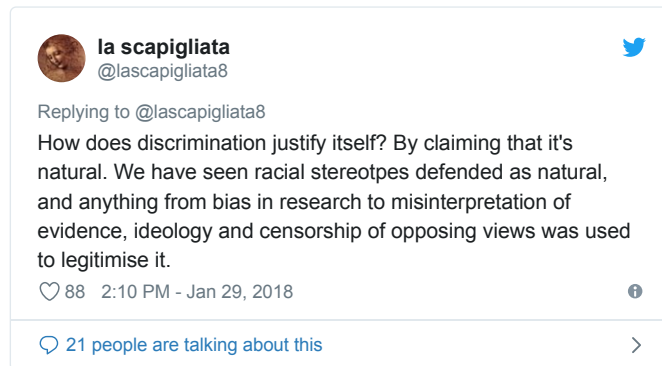 la scapigliata
@lascapigliata8
Replying to @lascapigliata8
How does discrimination justify itself? By claiming that it's
natural. We have seen racial stereotpes defended as natural,
and anything from bias in research to misinterpretation of
evidence, ideology and censorship of opposing views was used
to legitimise it.
88 2:10 PM - Jan 29, 2018
21 people are talking about this